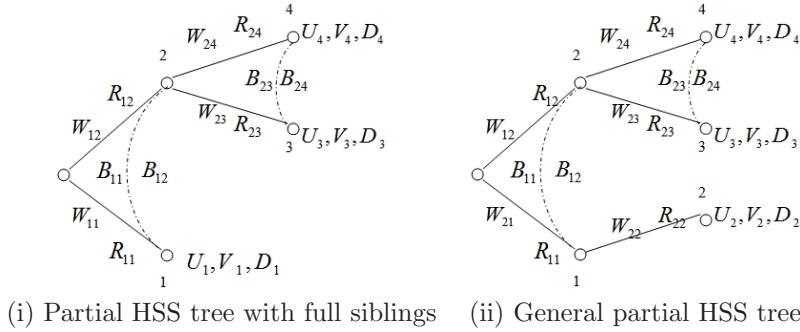 4
R₂₄
W₂₄
U₄,V₄,D₄
2
B₂₃ B₂₄
R₁₂
W₂₃ R₂₃
U₃,V₃,D₃
3
W₁₂
B₁₁ B₁₂
W₁₁
R₁₁
U₁,V₁,D₁
1
(i) Partial HSS tree with full siblings
4
R₂₄
W₂₄
U₄,V₄,D₄
2
B₂₃ B₂₄
R₁₂
W₂₃ R₂₃
U₃,V₃,D₃
3
W₁₂
B₁₁ B₁₂
2
W₂₁
W₂₂ R₂₂
U₂,V₂,D₂
R₁₁
1
(ii) General partial HSS tree